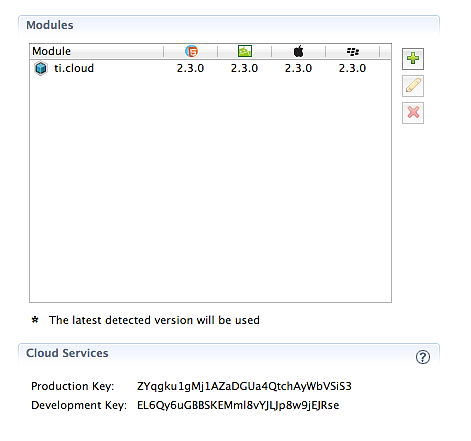 Modules
Module
ti.cloud 2.3.0 2.3.0 2.3.0 2.3.0
* The latest detected version will be used
Cloud Services
Production Key: ZYqgku1gMj1AZaDGUa4QtchAyWbVSiS3
Development Key: EL6Qy6uGBBSKEMml8vYJLJp8w9jEJRse